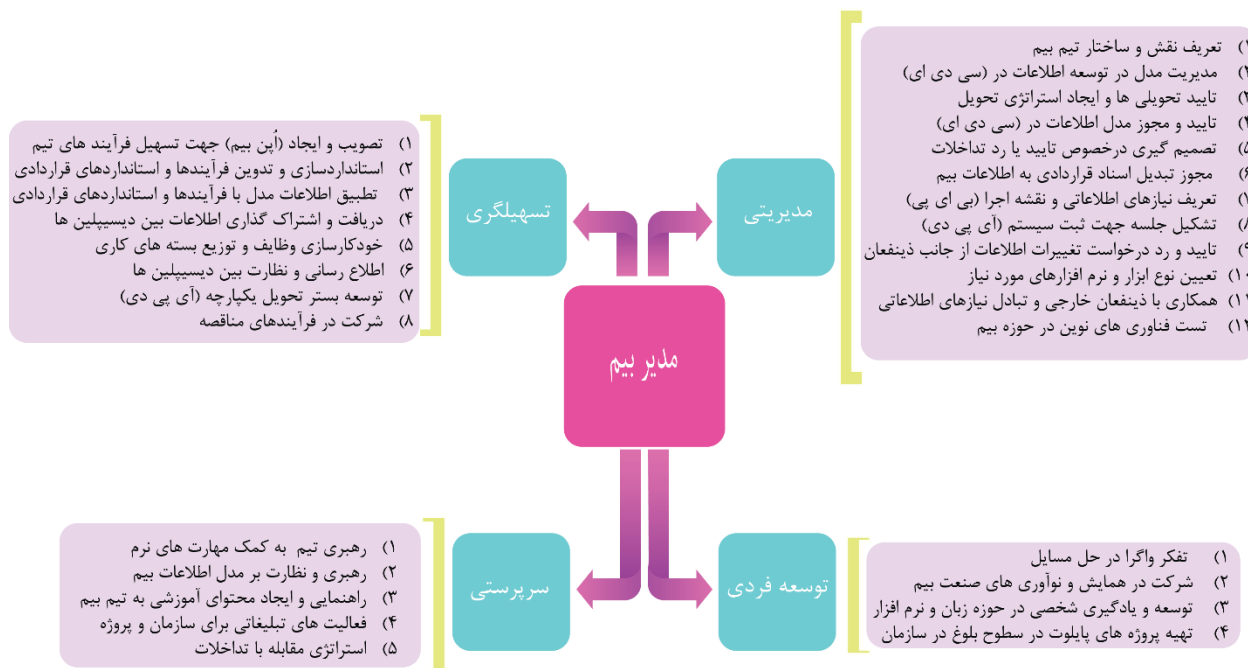 ۱) تعریف نقش و ساختار تیم بیم
۲) مدیریت مدل در توسعه اطلاعات در (سی دی ای)
۳) تایید تحویلی ها و ایجاد استراتژی تحویل
۴) تایید و مجوز مدل اطلاعات در (سی دی ای)
۵) تصمیم گیری درخصوص تایید یا رد تداخلات
۶) مجوز تبدیل اسناد قراردادی به اطلاعات بیم
۷) تعریف نیازهای اطلاعاتی و نقشه اجرا (بی ای پی)
۸) تشکیل جلسه جهت ثبت سیستم (آی پی دی)
۹) تایید و رد درخواست تغییرات اطلاعات از جانب ذینفعان
۱۰) تعیین نوع ابزار و نرم افزارهای مورد نیاز
۱۱) همکاری با ذینفعان خارجی و تبادل نیازهای اطلاعاتی
۱۲) تست فناوری های نوین در حوزه بیم
مدیریتی
تسهیلگری
۱) تصویب و ایجاد (اُپن بیم) جهت تسهیل فرآیند های تیم
۲) استانداردسازی و تدوین فرآیندها و استانداردهای قراردادی
۳) تطبیق اطلاعات مدل با فرآیندها و استانداردهای قراردادی
۴) دریافت و اشتراک گذاری اطلاعات بین دیسیپلین ها
۵) خودکارسازی وظایف و توزیع بسته های کاری
۶) اطلاع رسانی و نظارت بین دیسیپلین ها
۷) توسعه بستر تحویل یکپارچه (آی پی دی)
۸) شرکت در فرآیندهای مناقصه
مدیر بیم
۱) تفکر واگرا در حل مسایل
۲) شرکت در همایش و نوآوری های صنعت بیم
۳) توسعه و یادگیری شخصی در حوزه زبان و نرم افزار
۴) تهیه پروژه های پایلوت در سطوح بلوغ در سازمان
توسعه فردی
سرپرستی
۱) رهبری تیم به کمک مهارت های نرم
۲) رهبری و نظارت بر مدل اطلاعات بیم
۳) راهنمایی و ایجاد محتوای آموزشی به تیم بیم
۴) فعالیت های تبلیغاتی برای سازمان و پروژه
۵) استراتژی مقابله با تداخلات